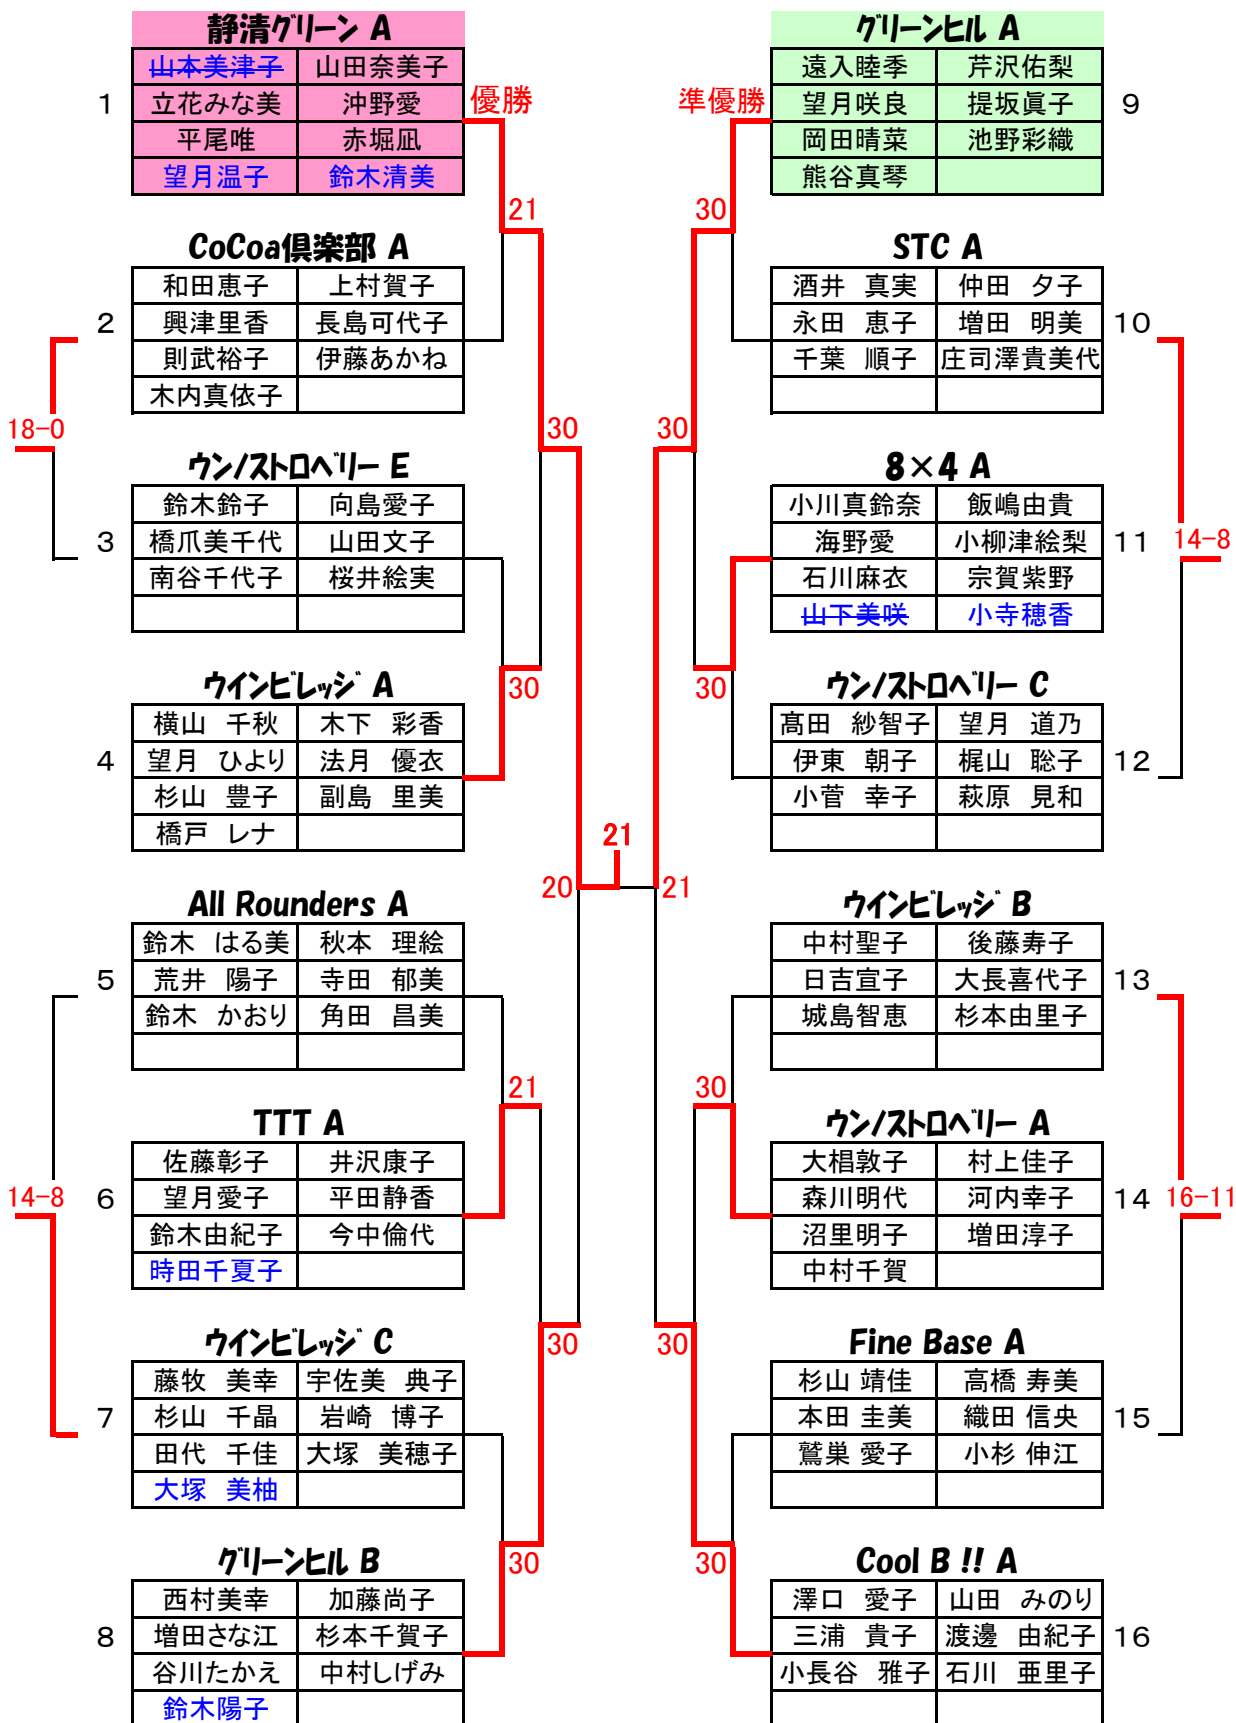 静清グリーン A
山本美津子 山田奈美子
1 立花みな美 沖野愛 優勝
平尾唯 赤堀凪
望月温子 鈴木清美
21
CoCoa倶楽部 A
和田恵子 上村賀子
2 興津里香 長島可代子
則武裕子 伊藤あかね
木内真依子
18-0
30
ウン/ストロベリー E
鈴木鈴子 向島愛子
3 橋爪美千代 山田文子
南谷千代子 桜井絵実
30
ウインビレッジ A
横山 千秋 木下 彩香
4 望月 ひより 法月 優衣
杉山 豊子 副島 里美
橋戸 レナ
21
20
All Rounders A
鈴木 はる美 秋本 理絵
5 荒井 陽子 寺田 郁美
鈴木 かおり 角田 昌美
21
TTT A
佐藤彰子 井沢康子
14-8 6 望月愛子 平田静香
鈴木由紀子 今中倫代
時田千夏子
ウインビレッジ C
30
藤牧 美幸 宇佐美 典子
7 杉山 千晶 岩崎 博子
田代 千佳 大塚 美穂子
大塚 美柚
グリーンヒル B
30
西村美幸 加藤尚子
8 増田さな江 杉本千賀子
谷川たかえ 中村しげみ
鈴木陽子
グリーンヒル A
遠入睦季 芹沢佑梨
準優勝 望月咲良 提坂眞子 9
岡田晴菜 池野彩織
熊谷真琴
30
STC A
酒井 真実 仲田 夕子
永田 恵子 増田 明美 10
千葉 順子 庄司澤貴美代
30
8×4 A
小川真鈴奈 飯嶋由貴
海野愛 小柳津絵梨 11 14-8
石川麻衣 宗賀紫野
山下美咲 小寺穂香
30
ウン/ストロベリー C
髙田 紗智子 望月 道乃
伊東 朝子 梶山 聡子 12
小菅 幸子 萩原 見和
21
ウインビレッジ B
中村聖子 後藤寿子
日吉宣子 大長喜代子 13
城島智恵 杉本由里子
30
ウン/ストロベリー A
大椙敦子 村上佳子
森川明代 河内幸子 14 16-11
沼里明子 増田淳子
中村千賀
30
Fine Base A
杉山 靖佳 高橋 寿美
本田 圭美 織田 信央 15
鷲巣 愛子 小杉 伸江
30
Cool B !! A
澤口 愛子 山田 みのり
三浦 貴子 渡邊 由紀子 16
小長谷 雅子 石川 亜里子